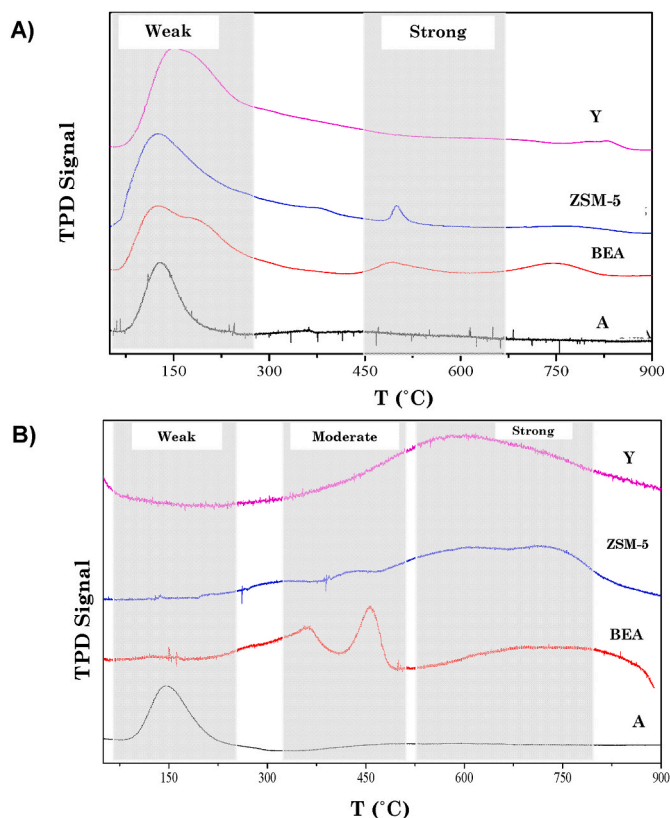 A)
Weak
Strong
Y
ZSM-5
BEA
A
TPD Signal
150 300 450 600 750 900
T (˚C)
B)
Weak
Moderate
Strong
Y
ZSM-5
BEA
A
TPD Signal
150 300 450 600 750 900
T (˚C)